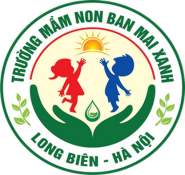 TRƯỜNG MẦM NON BAN MAI XANH
LONG BIÊN - HÀ NỘI